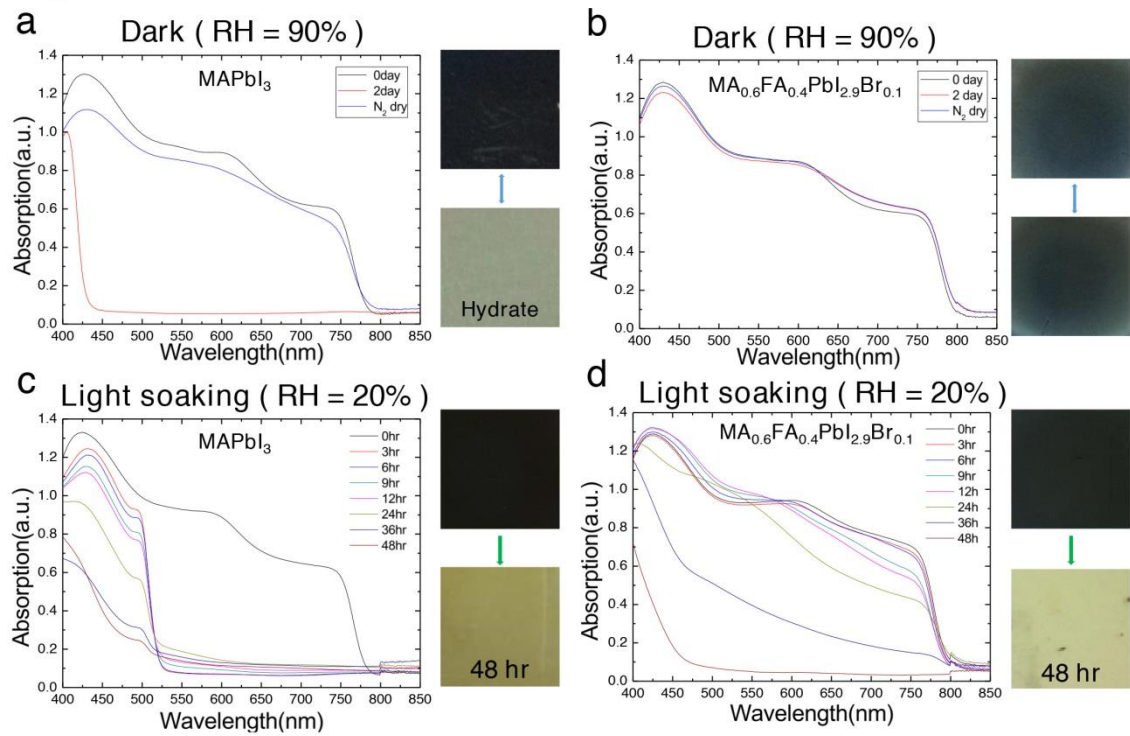 a Dark ( RH = 90% )
MAPbI3
0day
2day
N2 dry
Hydrate
1.4
1.2
1.0
0.8
0.6
0.4
0.2
0.0
400 450 500 550 600 650 700 750 800 850
Absorption(a.u.)
Wavelength(nm)
b Dark ( RH = 90% )
MA0.6FA0.4PbI2.9Br0.1
0 day
2 day
N2 dry
1.4
1.2
1.0
0.8
0.6
0.4
0.2
0.0
400 450 500 550 600 650 700 750 800 850
Absorption(a.u.)
Wavelength(nm)
c Light soaking ( RH = 20% )
MAPbI3
0hr
3hr
6hr
9hr
12hr
24hr
36hr
48hr
48 hr
1.4
1.2
1.0
0.8
0.6
0.4
0.2
0.0
400 450 500 550 600 650 700 750 800 850
Absorption(a.u.)
Wavelength(nm)
d Light soaking ( RH = 20% )
MA0.6FA0.4PbI2.9Br0.1
0hr
3hr
6hr
9hr
12h
24h
36h
48h
48 hr
1.4
1.2
1.0
0.8
0.6
0.4
0.2
0.0
400 450 500 550 600 650 700 750 800 850
Absorption(a.u.)
Wavelength(nm)